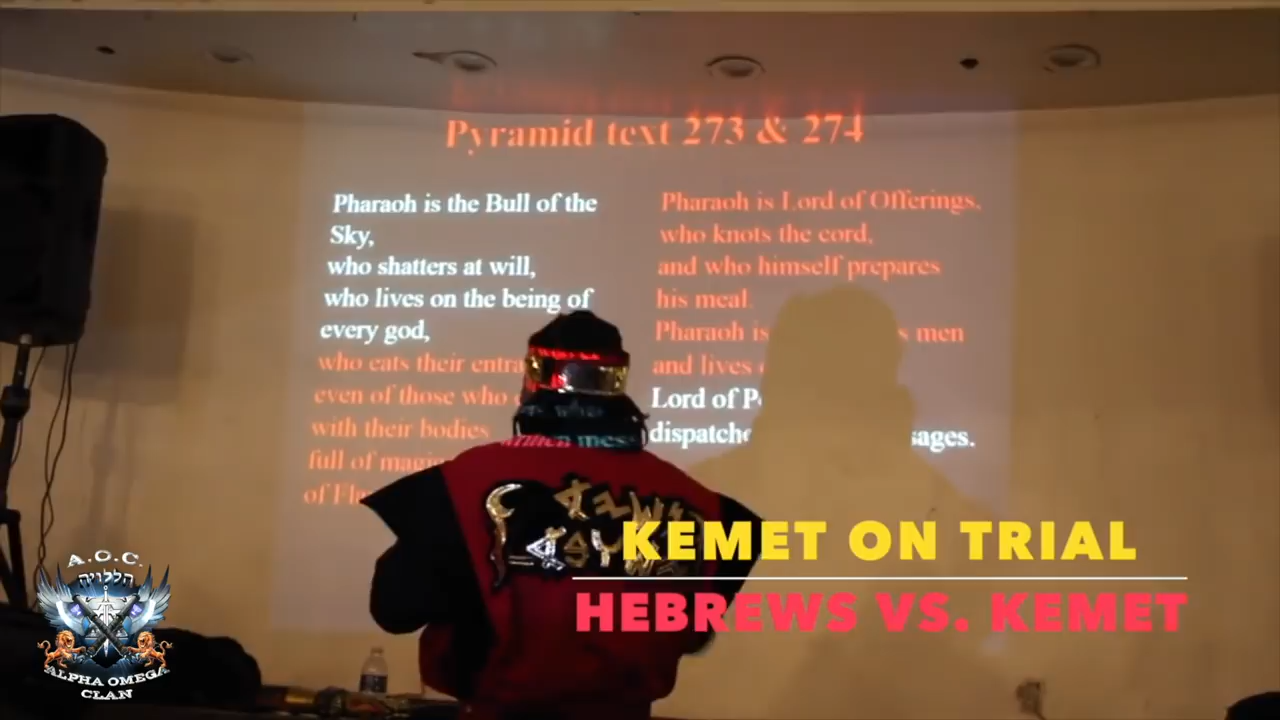 Pyramid text 273 & 274
Pharaoh is the Bull of the
Sky,
who shatters at will,
who lives on the being of
every god,
who eats their
even of those who
with their bodies
full of
of
Pharaoh is Lord of Offerings,
who knots the cord,
and who himself prepares
his meal.
Pharaoh is men
and lives
Lord of
KEMET ON TRIAL
HEBREWS VS. KEMET
A.O.C.
הללויה
ALPHA OMEGA
CLAN